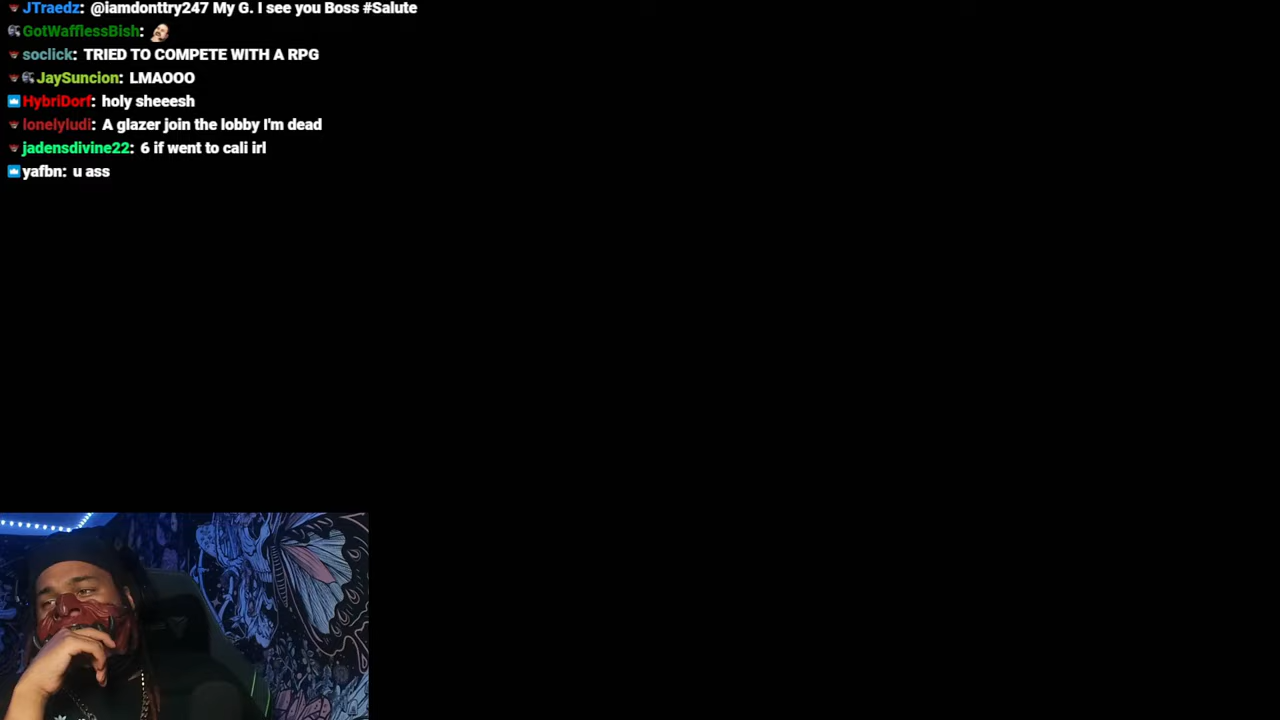 JTraedz: @iamdonttry247 My G. I see you Boss #Salute
GotWafflessBish:
soclick: TRIED TO COMPETE WITH A RPG
JaySuncion: LMAOOO
HybriDorf: holy sheeesh
lonelyludi: A glazer join the lobby I'm dead
jadensdivine22: 6 if went to cali irl
yafbn: u ass